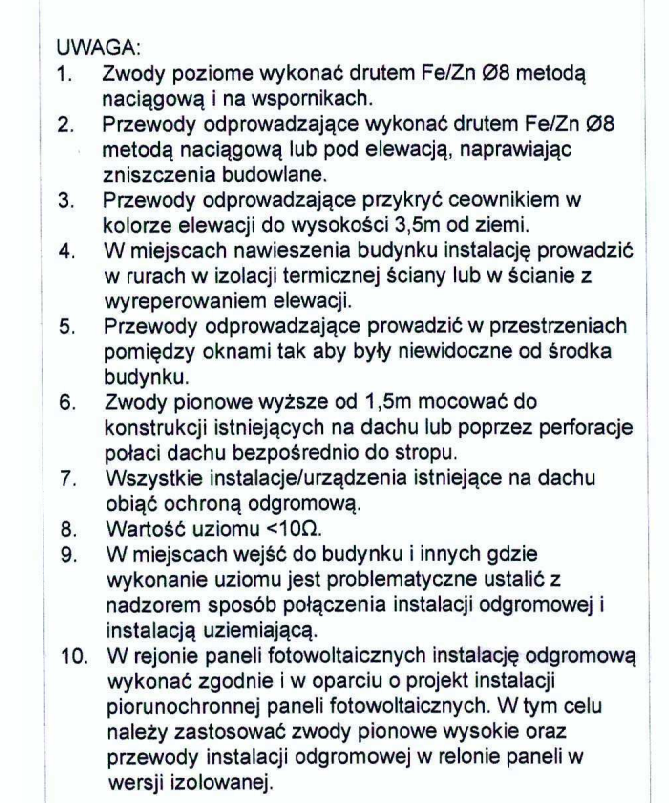 UWAGA:
1. Zwody poziome wykonać drutem Fe/Zn Ø8 metodą
naciągową i na wspornikach.
2. Przewody odprowadzające wykonać drutem Fe/Zn Ø8
metodą naciągową lub pod elewacją, naprawiając
zniszczenia budowlane.
3. Przewody odprowadzające przykryć ceownikiem w
kolorze elewacji do wysokości 3,5m od ziemi.
4. W miejscach nawieszenia budynku instalację prowadzić
w rurach w izolacji termicznej ściany lub w ścianie z
wyreperowaniem elewacji.
5. Przewody odprowadzające prowadzić w przestrzeniach
pomiędzy oknami tak aby były niewidoczne od środka
budynku.
6. Zwody pionowe wyższe od 1,5m mocować do
konstrukcji istniejących na dachu lub poprzez perforacje
połaci dachu bezpośrednio do stropu.
7. Wszystkie instalacje/urządzenia istniejące na dachu
obiąć ochroną odgromową.
8. Wartość uziomu <10Ω.
9. W miejscach wejść do budynku i innych gdzie
wykonanie uziomu jest problematyczne ustalić z
nadzorem sposób połączenia instalacji odgromowej i
instalacją uziemiającą.
10. W rejonie paneli fotowoltaicznych instalację odgromową
wykonać zgodnie i w oparciu o projekt instalacji
piorunochronnej paneli fotowoltaicznych. W tym celu
należy zastosować zwody pionowe wysokie oraz
przewody instalacji odgromowej w relonie paneli w
wersji izolowanej.